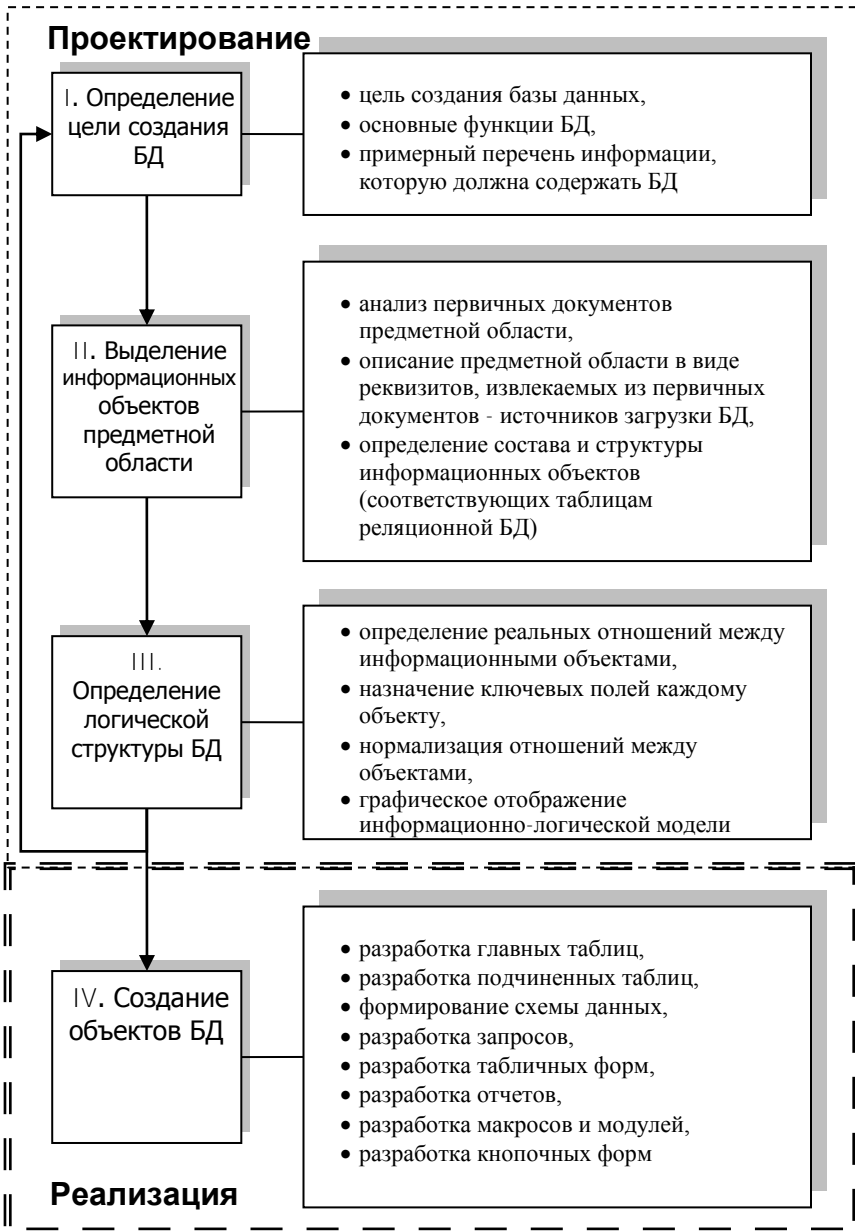 Проектирование
I. Определение
цели создания
БД
• цель создания базы данных,
• основные функции БД,
• примерный перечень информации,
которую должна содержать БД
II. Выделение
информационных
объектов
предметной
области
• анализ первичных документов
предметной области,
• описание предметной области в виде
реквизитов, извлекаемых из первичных
документов - источников загрузки БД,
• определение состава и структуры
информационных объектов
(соответствующих таблицам
реляционной БД)
III.
Определение
логической
структуры БД
• определение реальных отношений между
информационными объектами,
• назначение ключевых полей каждому
объекту,
• нормализация отношений между
объектами,
• графическое отображение
информационно-логической модели
IV. Создание
объектов БД
• разработка главных таблиц,
• разработка подчиненных таблиц,
• формирование схемы данных,
• разработка запросов,
• разработка табличных форм,
• разработка отчетов,
• разработка макросов и модулей,
• разработка кнопочных форм
Реализация